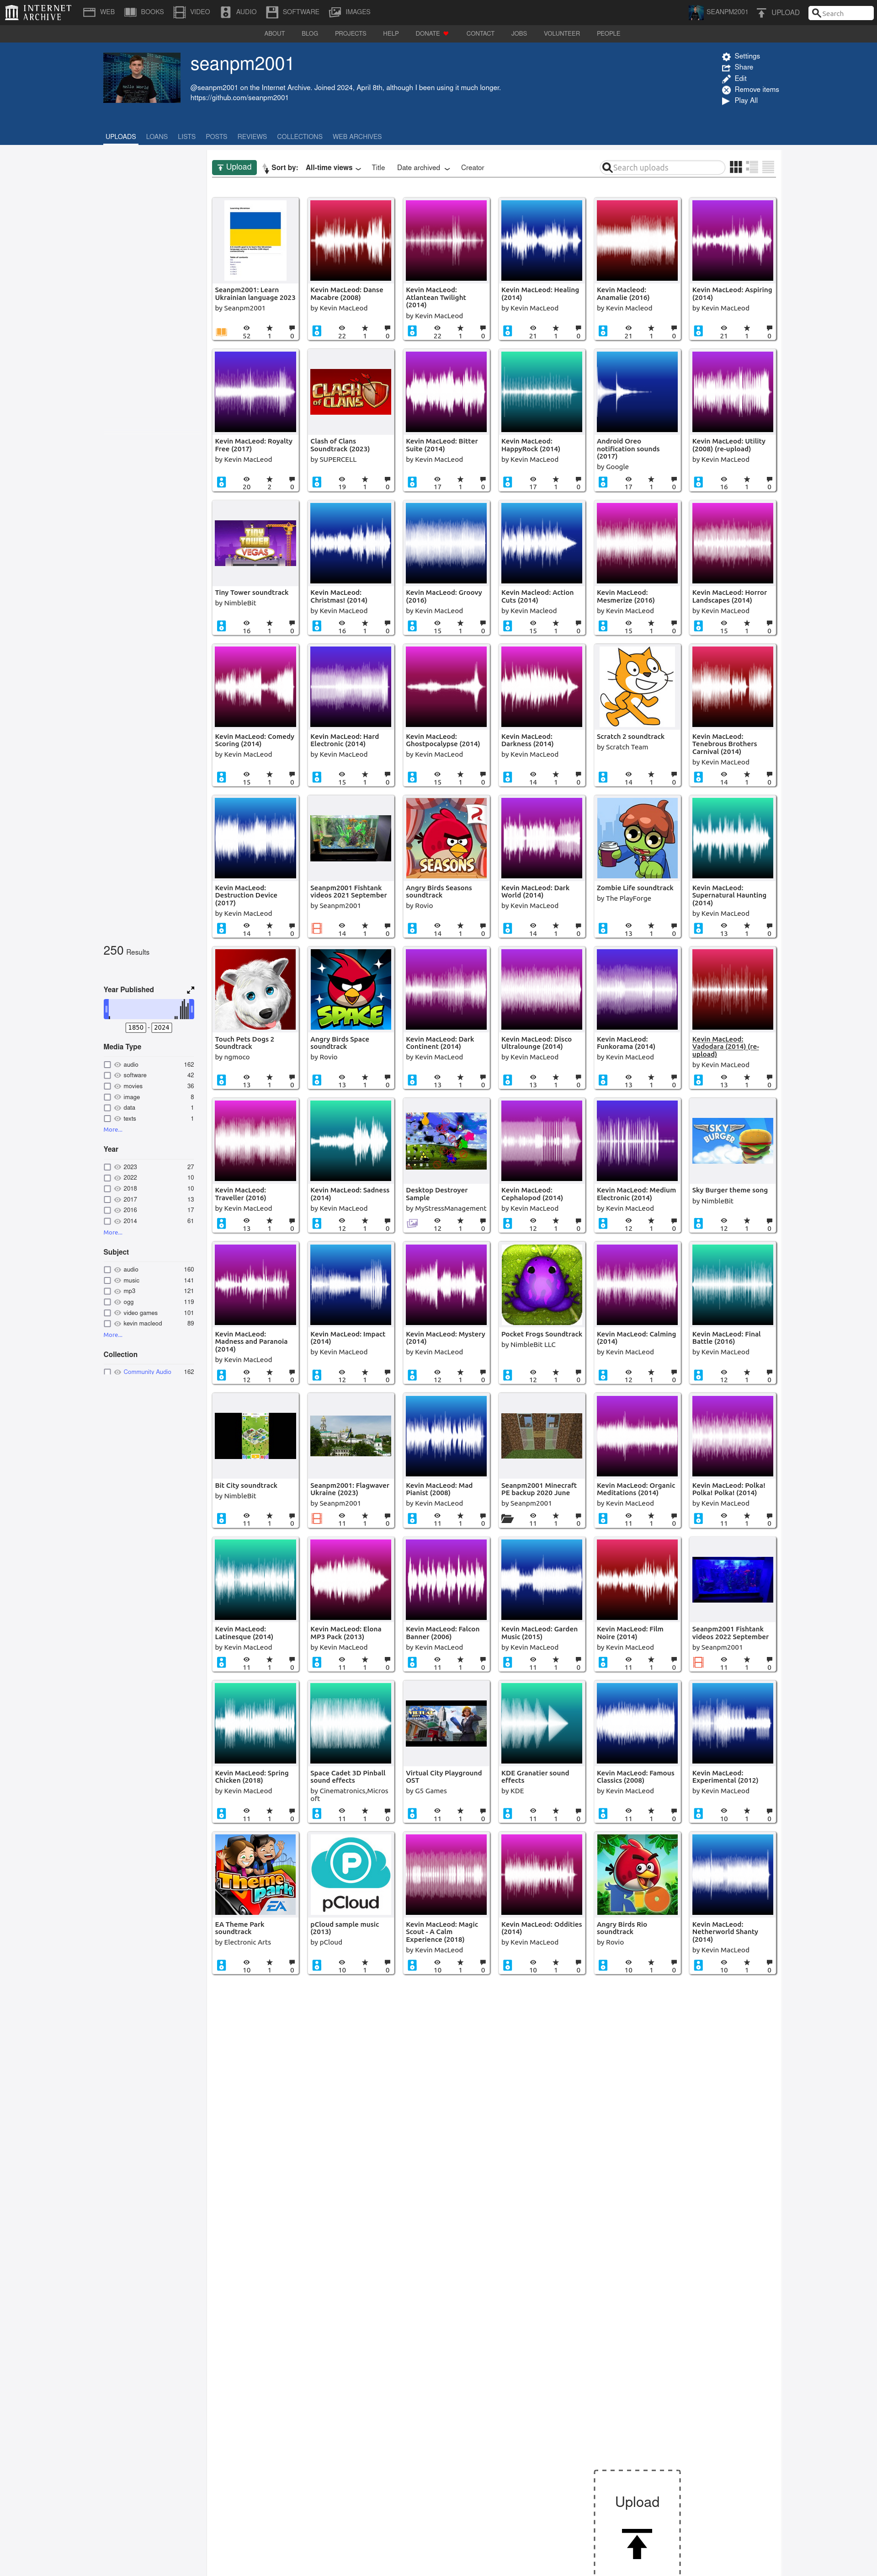 INTERNET ARCHIVE
WEB
BOOKS
VIDEO
AUDIO
SOFTWARE
IMAGES
SEANPM2001
UPLOAD
Search
ABOUT
BLOG
PROJECTS
HELP
DONATE
CONTACT
JOBS
VOLUNTEER
PEOPLE
seanpm2001
@seanpm2001 on the Internet Archive. Joined 2024, April 8th, although I been using it much longer.
https://github.com/seanpm2001
Settings
Share
Edit
Remove items
Play All
UPLOADS
LOANS
LISTS
POSTS
REVIEWS
COLLECTIONS
WEB ARCHIVES
Upload
Sort by:
All-time views
Title
Date archived
Creator
Search uploads
Seanpm2001: Learn
Ukrainian language 2023
by Seanpm2001
52 1 0
Kevin MacLeod: Danse
Macabre (2008)
by Kevin MacLeod
22 1 0
Kevin MacLeod:
Atlantean Twilight
(2014)
by Kevin MacLeod
22 1 0
Kevin MacLeod: Healing
(2014)
by Kevin MacLeod
21 1 0
Kevin Macleod:
Anamalie (2016)
by Kevin Macleod
21 1 0
Kevin MacLeod: Aspiring
(2014)
by Kevin MacLeod
21 1 0
Kevin MacLeod: Royalty
Free (2017)
by Kevin MacLeod
20 2 0
CLASH of CLANS
Clash of Clans
Soundtrack (2023)
by SUPERCELL
19 1 0
Kevin MacLeod: Bitter
Suite (2014)
by Kevin MacLeod
17 1 0
Kevin MacLeod:
HappyRock (2014)
by Kevin MacLeod
17 1 0
Android Oreo
notification sounds
(2017)
by Google
17 1 0
Kevin MacLeod: Utility
(2008) (re-upload)
by Kevin MacLeod
16 1 0
TINY TOWER VEGAS
Tiny Tower soundtrack
by NimbleBit
16 1 0
Kevin MacLeod:
Christmas! (2014)
by Kevin MacLeod
16 1 0
Kevin MacLeod: Groovy
(2016)
by Kevin MacLeod
15 1 0
Kevin Macleod: Action
Cuts (2014)
by Kevin Macleod
15 1 0
Kevin MacLeod:
Mesmerize (2016)
by Kevin MacLeod
15 1 0
Kevin MacLeod: Horror
Landscapes (2014)
by Kevin MacLeod
15 1 0
Kevin MacLeod: Comedy
Scoring (2014)
by Kevin MacLeod
15 1 0
Kevin MacLeod: Hard
Electronic (2014)
by Kevin MacLeod
15 1 0
Kevin MacLeod:
Ghostpocalypse (2014)
by Kevin MacLeod
15 1 0
Kevin MacLeod:
Darkness (2014)
by Kevin MacLeod
14 1 0
Scratch 2 soundtrack
by Scratch Team
14 1 0
Kevin MacLeod:
Tenebrous Brothers
Carnival (2014)
by Kevin MacLeod
14 1 0
Kevin MacLeod:
Destruction Device
(2017)
by Kevin MacLeod
14 1 0
Seanpm2001 Fishtank
videos 2021 September
by Seanpm2001
14 1 0
SEASONS
Angry Birds Seasons
soundtrack
by Rovio
14 1 0
Kevin MacLeod: Dark
World (2014)
by Kevin MacLeod
14 1 0
Zombie Life soundtrack
by The PlayForge
13 1 0
Kevin MacLeod:
Supernatural Haunting
(2014)
by Kevin MacLeod
13 1 0
250 Results
Year Published
1850 - 2024
Media Type
audio 162
software 42
movies 36
image 8
data 1
texts 1
More...
Year
2023 27
2022 10
2018 10
2017 13
2016 17
2014 61
More...
Subject
audio 160
music 141
mp3 121
ogg 119
video games 101
kevin macleod 89
More...
Collection
Community Audio 162
Touch Pets Dogs 2
Soundtrack
by ngmoco
13 1 0
SPACE
Angry Birds Space
soundtrack
by Rovio
13 1 0
Kevin MacLeod: Dark
Continent (2014)
by Kevin MacLeod
13 1 0
Kevin MacLeod: Disco
Ultralounge (2014)
by Kevin MacLeod
13 1 0
Kevin MacLeod:
Funkorama (2014)
by Kevin MacLeod
13 1 0
Kevin MacLeod:
Vadodara (2014) (re-
upload)
by Kevin MacLeod
13 1 0
Kevin MacLeod:
Traveller (2016)
by Kevin MacLeod
13 1 0
Kevin MacLeod: Sadness
(2014)
by Kevin MacLeod
12 1 0
Desktop Destroyer
Sample
by MyStressManagement
12 1 0
Kevin MacLeod:
Cephalopod (2014)
by Kevin MacLeod
12 1 0
Kevin MacLeod: Medium
Electronic (2014)
by Kevin MacLeod
12 1 0
SKY BURGER
Sky Burger theme song
by NimbleBit
12 1 0
Kevin MacLeod:
Madness and Paranoia
(2014)
by Kevin MacLeod
12 1 0
Kevin MacLeod: Impact
(2014)
by Kevin MacLeod
12 1 0
Kevin MacLeod: Mystery
(2014)
by Kevin MacLeod
12 1 0
Pocket Frogs Soundtrack
by NimbleBit LLC
12 1 0
Kevin MacLeod: Calming
(2014)
by Kevin MacLeod
12 1 0
Kevin MacLeod: Final
Battle (2016)
by Kevin MacLeod
12 1 0
Bit City soundtrack
by NimbleBit
11 1 0
Seanpm2001: Flagwaver
Ukraine (2023)
by Seanpm2001
11 1 0
Kevin MacLeod: Mad
Pianist (2008)
by Kevin MacLeod
11 1 0
Seanpm2001 Minecraft
PE backup 2020 June
by Seanpm2001
11 1 0
Kevin MacLeod: Organic
Meditations (2014)
by Kevin MacLeod
11 1 0
Kevin MacLeod: Polka!
Polka! Polka! (2014)
by Kevin MacLeod
11 1 0
Kevin MacLeod:
Latinesque (2014)
by Kevin MacLeod
11 1 0
Kevin MacLeod: Elona
MP3 Pack (2013)
by Kevin MacLeod
11 1 0
Kevin MacLeod: Falcon
Banner (2006)
by Kevin MacLeod
11 1 0
Kevin MacLeod: Garden
Music (2015)
by Kevin MacLeod
11 1 0
Kevin MacLeod: Film
Noire (2014)
by Kevin MacLeod
11 1 0
Seanpm2001 Fishtank
videos 2022 September
by Seanpm2001
11 1 0
Kevin MacLeod: Spring
Chicken (2018)
by Kevin MacLeod
11 1 0
Space Cadet 3D Pinball
sound effects
by Cinematronics,Micros
oft
11 1 0
Virtual City Playground
OST
by G5 Games
11 1 0
KDE Granatier sound
effects
by KDE
11 1 0
Kevin MacLeod: Famous
Classics (2008)
by Kevin MacLeod
11 1 0
Kevin MacLeod:
Experimental (2012)
by Kevin MacLeod
10 1 0
Theme Park EA
EA Theme Park
soundtrack
by Electronic Arts
10 1 0
pCloud
pCloud sample music
(2013)
by pCloud
10 1 0
Kevin MacLeod: Magic
Scout - A Calm
Experience (2018)
by Kevin MacLeod
10 1 0
Kevin MacLeod: Oddities
(2014)
by Kevin MacLeod
10 1 0
RIO
Angry Birds Rio
soundtrack
by Rovio
10 1 0
Kevin MacLeod:
Netherworld Shanty
(2014)
by Kevin MacLeod
10 1 0
Upload